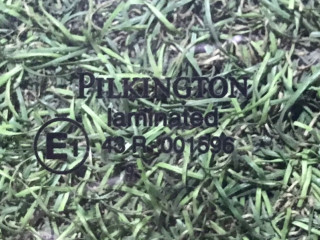 PILKINGTON
laminated
E1 43 R-001596